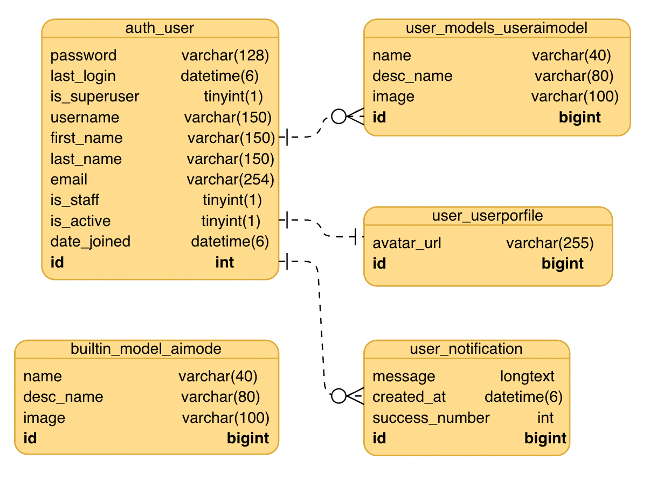 auth_user
password varchar(128)
last_login datetime(6)
is_superuser tinyint(1)
username varchar(150)
first_name varchar(150)
last_name varchar(150)
email varchar(254)
is_staff tinyint(1)
is_active tinyint(1)
date_joined datetime(6)
id int
user_models_useraimodel
name varchar(40)
desc_name varchar(80)
image varchar(100)
id bigint
user_userporfile
avatar_url varchar(255)
id bigint
builtin_model_aimode
name varchar(40)
desc_name varchar(80)
image varchar(100)
id bigint
user_notification
message longtext
created_at datetime(6)
success_number int
id bigint